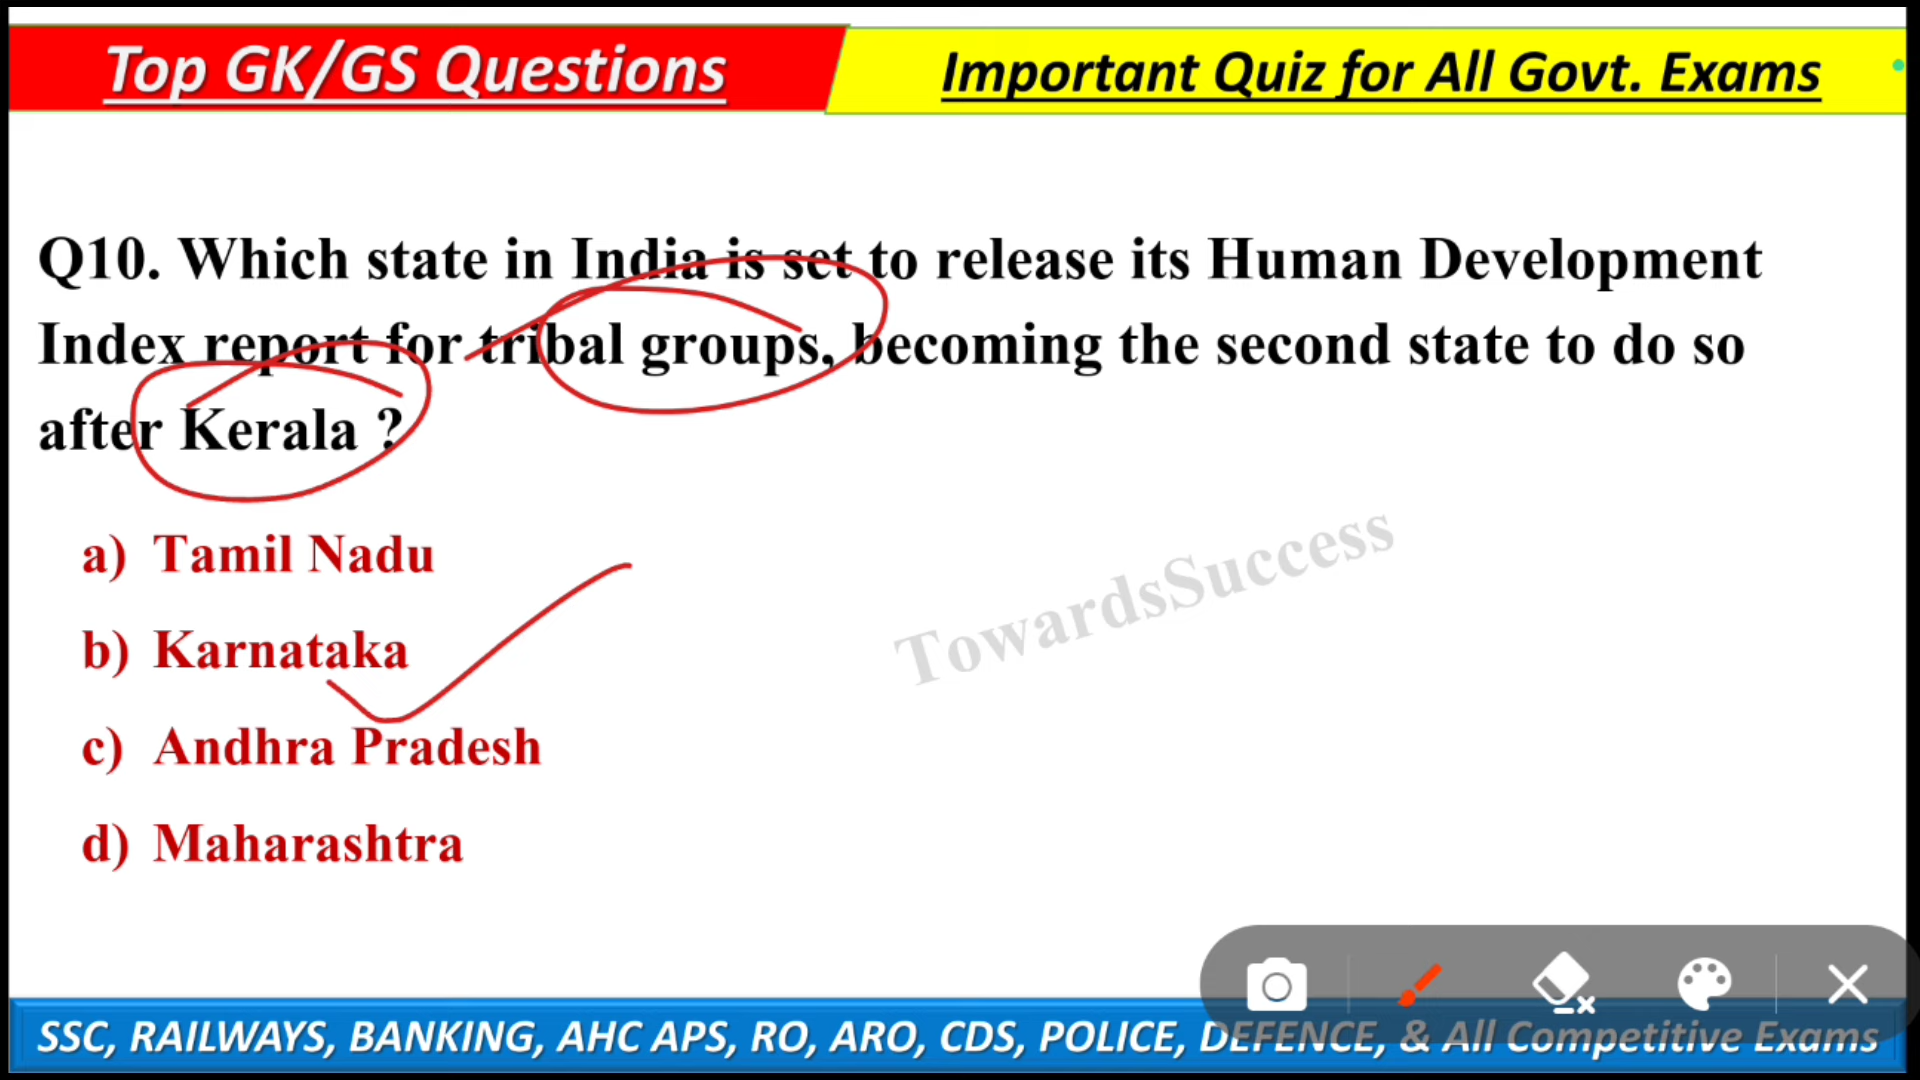 Top GK/GS Questions
Important Quiz for All Govt. Exams
Q10. Which state in India is set to release its Human Development
Index report for tribal groups, becoming the second state to do so
after Kerala ?
a) Tamil Nadu
b) Karnataka
c) Andhra Pradesh
d) Maharashtra
TowardsSuccess
SSC, RAILWAYS, BANKING, AHC APS, RO, ARO, CDS, POLICE, DEFENCE, & All Competitive Exams